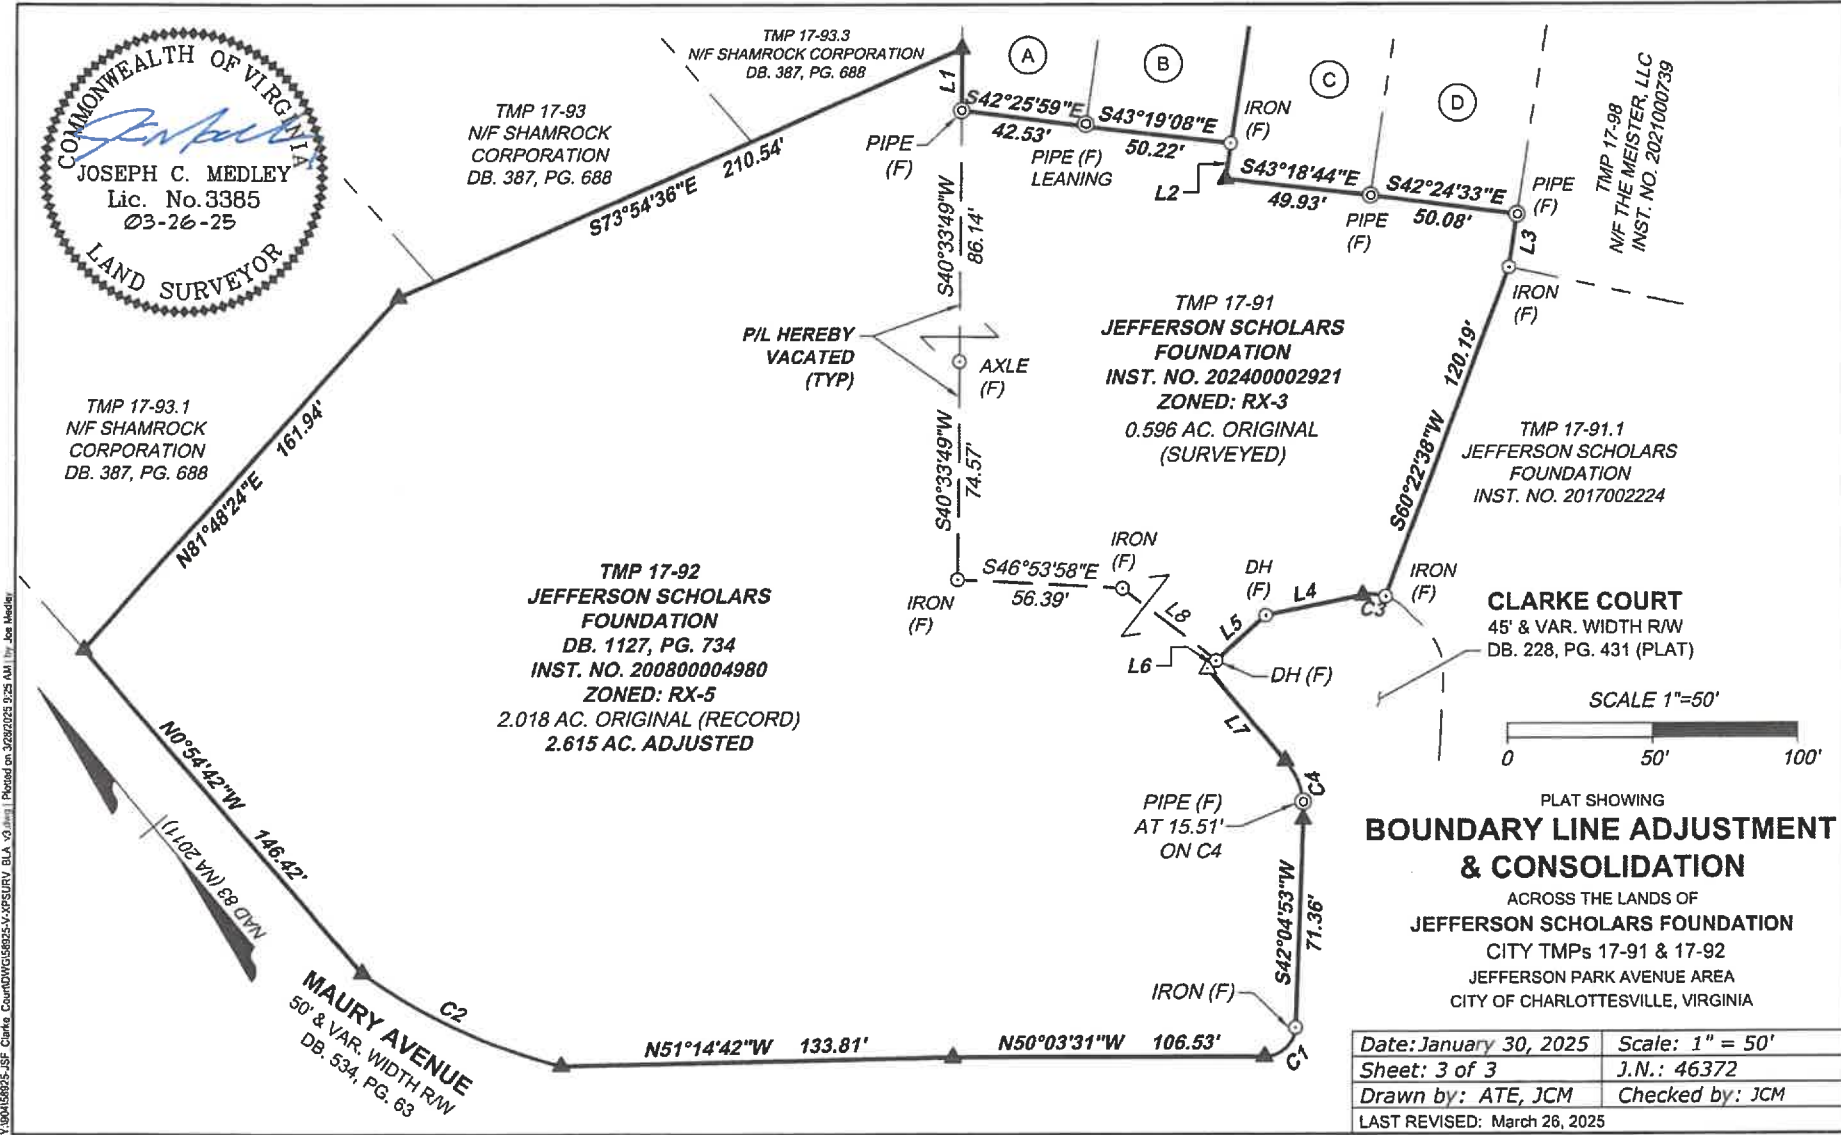 COMMONWEALTH OF VIRGINIA
JOSEPH C. MEDLEY
Lic. No. 3385
03-26-25
LAND SURVEYOR
TMP 17-93.3
N/F SHAMROCK CORPORATION
DB. 387, PG. 688
TMP 17-93
N/F SHAMROCK
CORPORATION
DB. 387, PG. 688
S73°54'36"E 210.54'
L1
A
B
C
D
S42°25'59"E
42.53'
S43°19'08"E
50.22'
IRON
(F)
PIPE
(F)
PIPE (F)
LEANING
L2
S43°18'44"E
49.93'
S42°24'33"E
50.08'
PIPE
(F)
PIPE
(F)
L3
IRON
(F)
TMP 17-98
N/F THE MEISTER, LLC
INST. NO. 2021000739
S40°33'49"W
86.14'
P/L HEREBY
VACATED
(TYP)
AXLE
(F)
S40°33'49"W
74.57'
TMP 17-91
JEFFERSON SCHOLARS
FOUNDATION
INST. NO. 202400002921
ZONED: RX-3
0.596 AC. ORIGINAL
(SURVEYED)
S60°22'38"W 120.19'
TMP 17-91.1
JEFFERSON SCHOLARS
FOUNDATION
INST. NO. 2017002224
TMP 17-93.1
N/F SHAMROCK
CORPORATION
DB. 387, PG. 688
N81°48'24"E 161.94'
TMP 17-92
JEFFERSON SCHOLARS
FOUNDATION
DB. 1127, PG. 734
INST. NO. 200800004980
ZONED: RX-5
2.018 AC. ORIGINAL (RECORD)
2.615 AC. ADJUSTED
IRON
(F)
S46°53'58"E
56.39'
IRON
(F)
L8
DH
(F)
L4
L5
C3
IRON
(F)
L6
DH (F)
L7
CLARKE COURT
45' & VAR. WIDTH R/W
DB. 228, PG. 431 (PLAT)
SCALE 1"=50'
0 50' 100'
C4
PIPE (F)
AT 15.51'
ON C4
S42°04'53"W
71.36'
IRON (F)
C1
N50°03'31"W 106.53'
N51°14'42"W 133.81'
C2
N0°54'42"W 146.42'
NAD 83 (NA 2011)
MAURY AVENUE
50' & VAR. WIDTH R/W
DB. 534, PG. 63
PLAT SHOWING
BOUNDARY LINE ADJUSTMENT
& CONSOLIDATION
ACROSS THE LANDS OF
JEFFERSON SCHOLARS FOUNDATION
CITY TMPs 17-91 & 17-92
JEFFERSON PARK AVENUE AREA
CITY OF CHARLOTTESVILLE, VIRGINIA
Date: January 30, 2025 Scale: 1" = 50'
Sheet: 3 of 3 J.N.: 46372
Drawn by: ATE, JCM Checked by: JCM
LAST REVISED: March 26, 2025
Plotted on 3/28/2025 9:25 AM | by Joe Medley